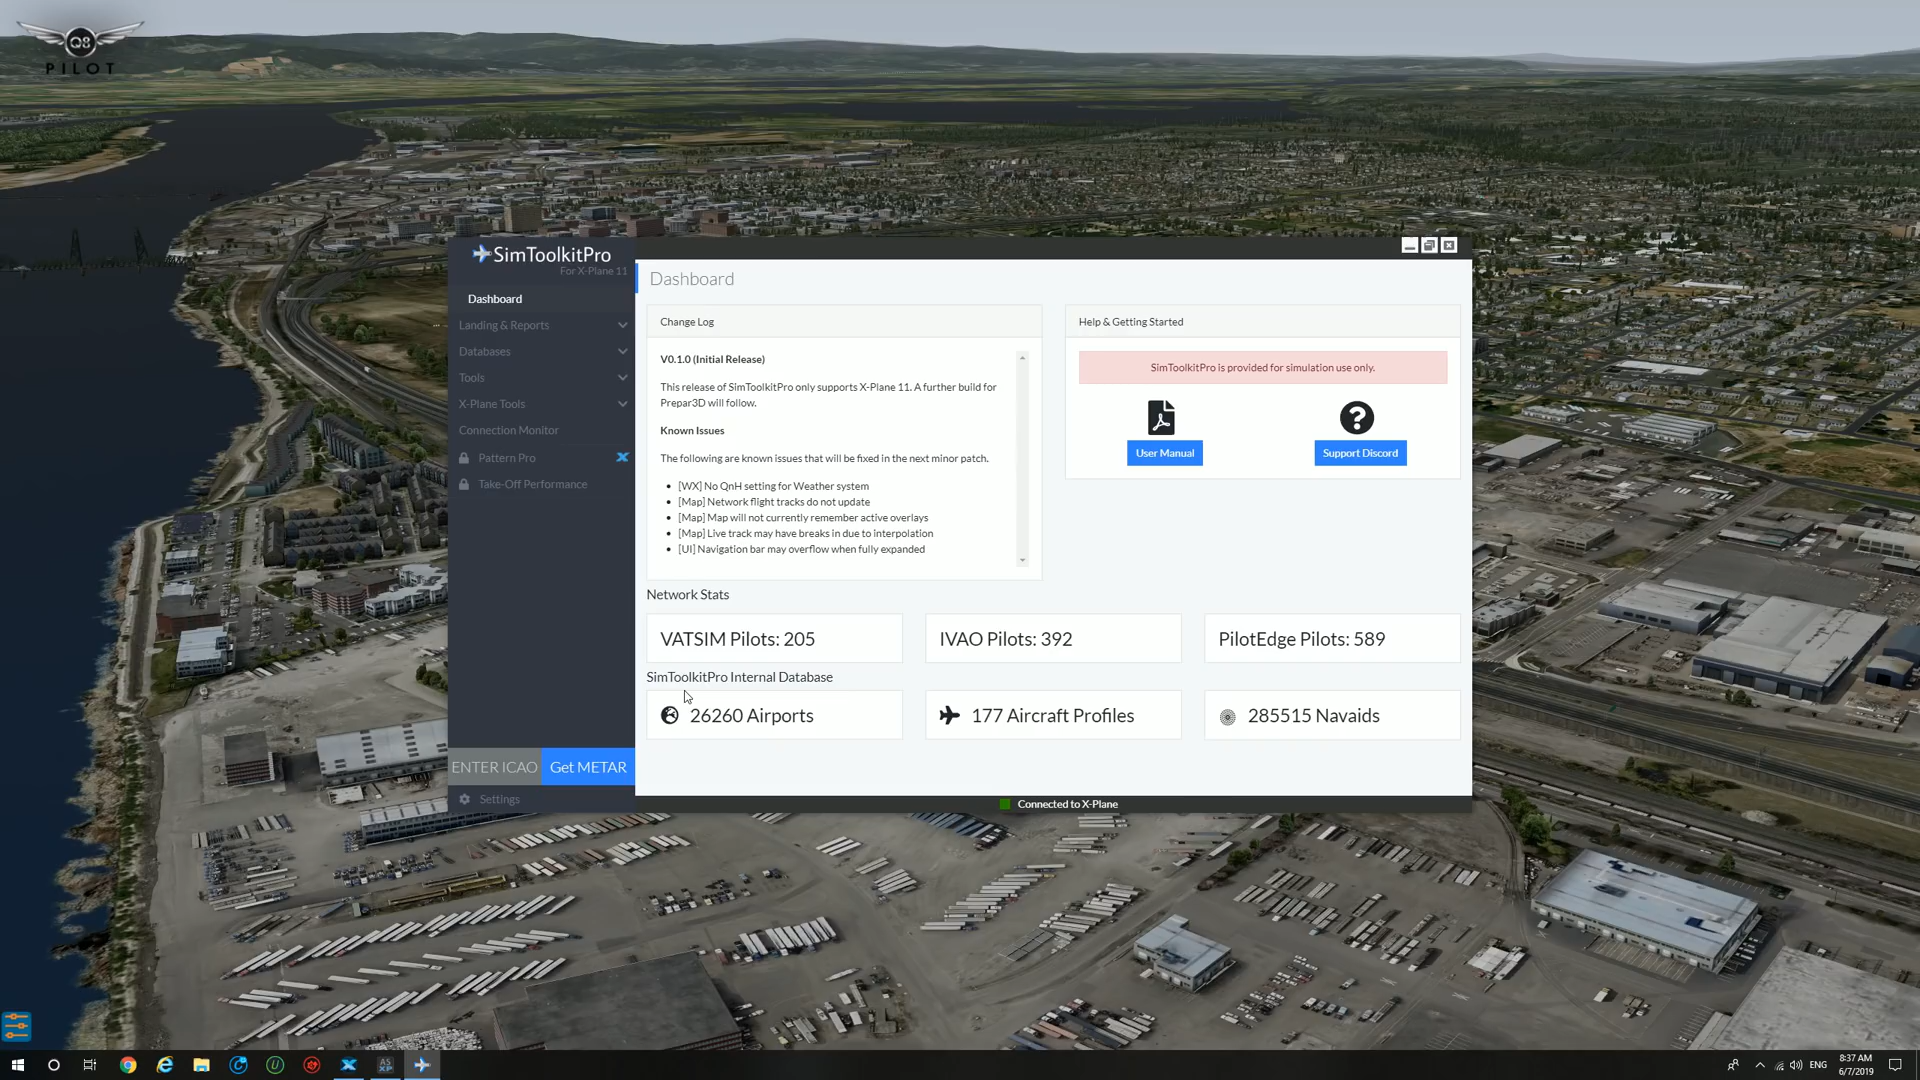 Q8
PILOT
SimToolkitPro
For X-Plane 11
Dashboard
Landing & Reports
Databases
Tools
X-Plane Tools
Connection Monitor
Pattern Pro
Take-Off Performance
ENTER ICAO
Get METAR
Settings
Dashboard
Change Log
V0.1.0 (Initial Release)
This release of SimToolkitPro only supports X-Plane 11. A further build for
Prepar3D will follow.
Known Issues
The following are known issues that will be fixed in the next minor patch.
[WX] No QnH setting for Weather system
[Map] Network flight tracks do not update
[Map] Map will not currently remember active overlays
[Map] Live track may have breaks in due to interpolation
[UI] Navigation bar may overflow when fully expanded
Help & Getting Started
SimToolkitPro is provided for simulation use only.
User Manual
Support Discord
Network Stats
VATSIM Pilots: 205
IVAO Pilots: 392
PilotEdge Pilots: 589
SimToolkitPro Internal Database
26260 Airports
177 Aircraft Profiles
285515 Navaids
Connected to X-Plane
AS
XP
ENG
8:37 AM
6/7/2019